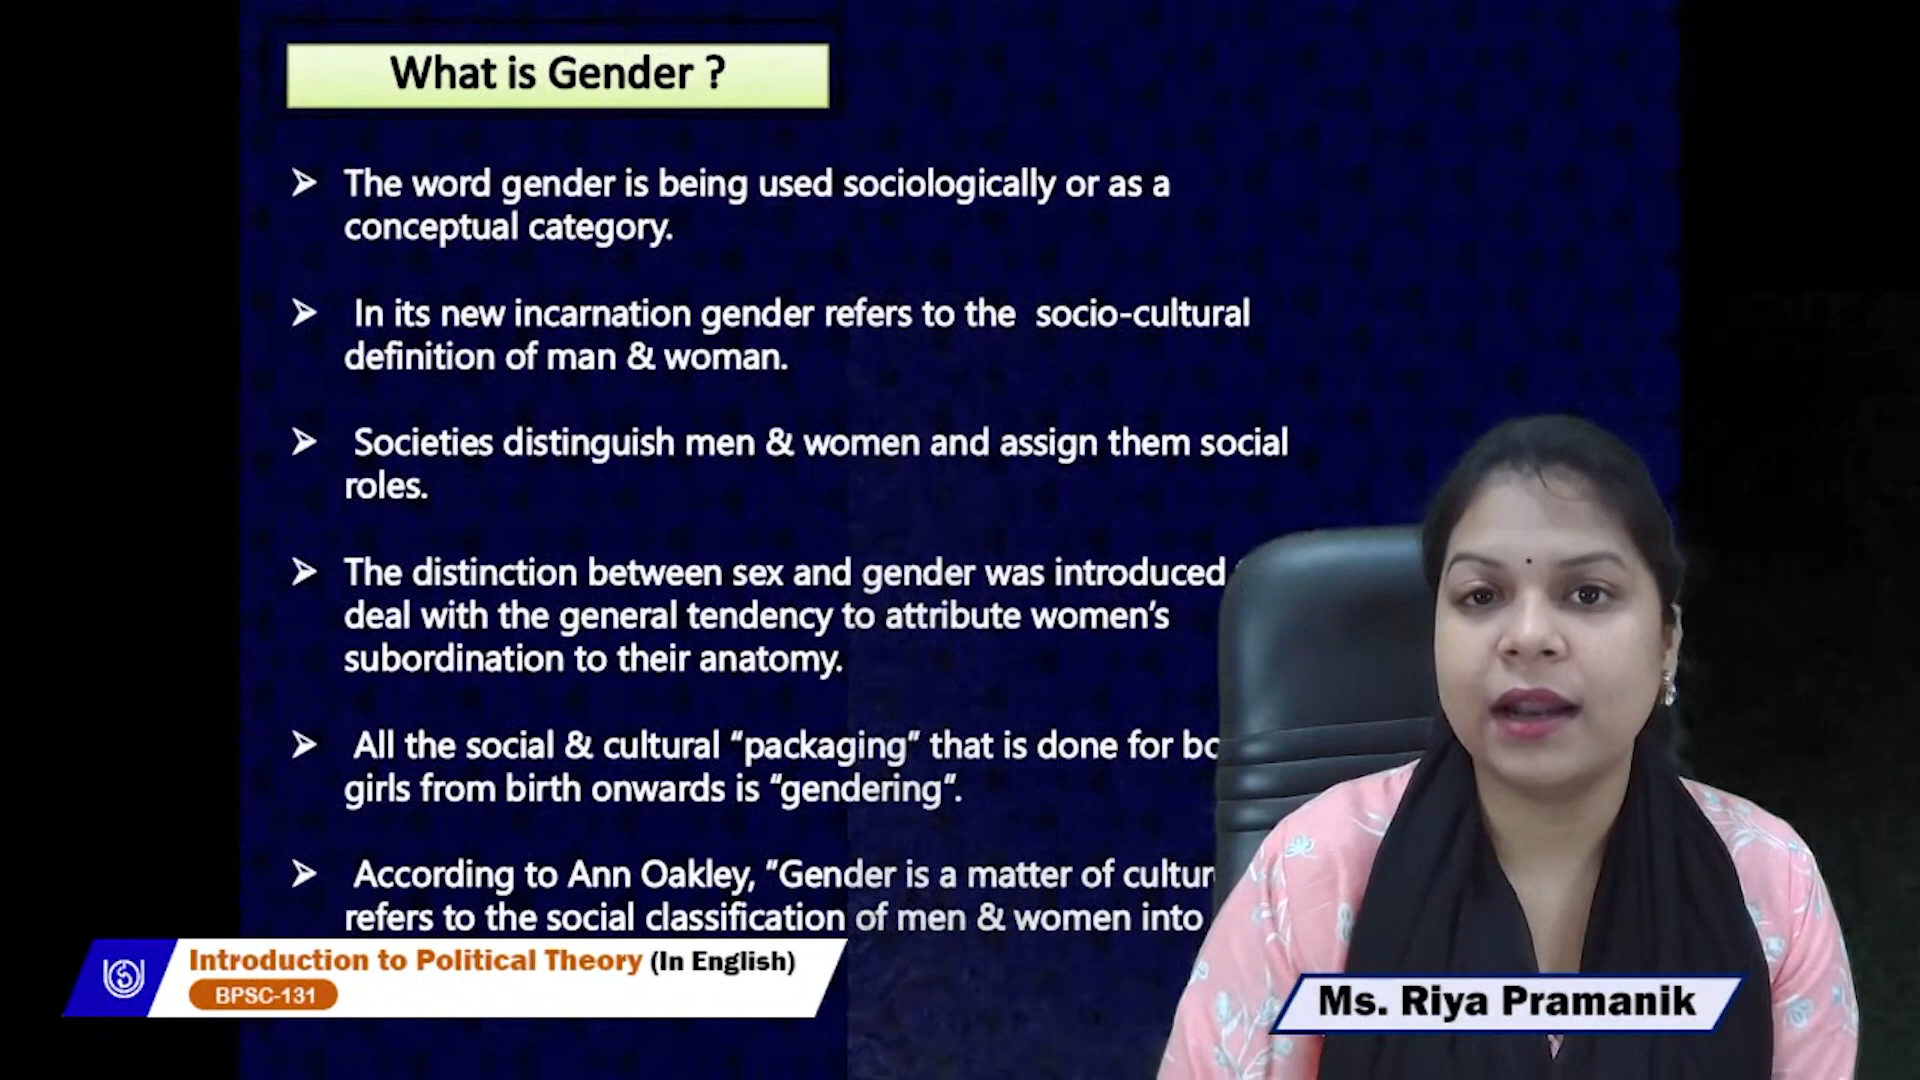 What is Gender ?
➤ The word gender is being used sociologically or as a
conceptual category.
➤ In its new incarnation gender refers to the socio-cultural
definition of man & woman.
➤ Societies distinguish men & women and assign them social
roles.
➤ The distinction between sex and gender was introduced
deal with the general tendency to attribute women’s
subordination to their anatomy.
➤ All the social & cultural “packaging” that is done for
girls from birth onwards is “gendering“.
➤ According to Ann Oakley, ”Gender is a matter of
refers to the social classification of men & women into
Introduction to Political Theory (In English)
BPSC-131
Ms. Riya Pramanik